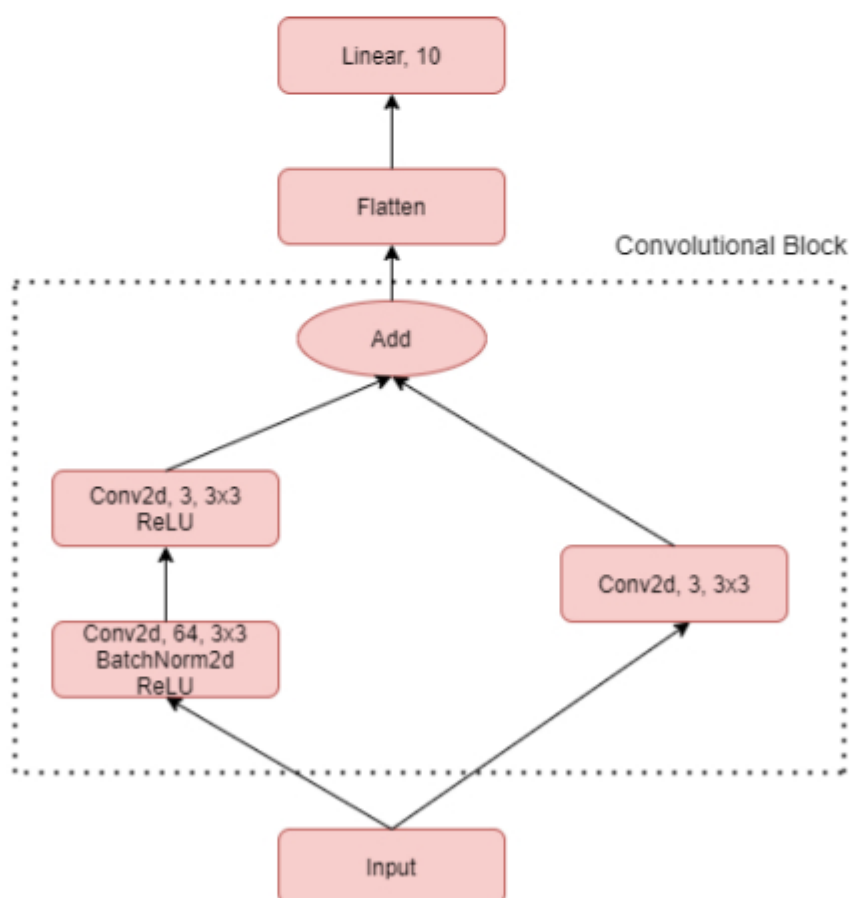 Linear, 10
Flatten
Convolutional Block
Add
Conv2d, 3, 3x3
ReLU
Conv2d, 3, 3x3
Conv2d, 64, 3x3
BatchNorm2d
ReLU
Input